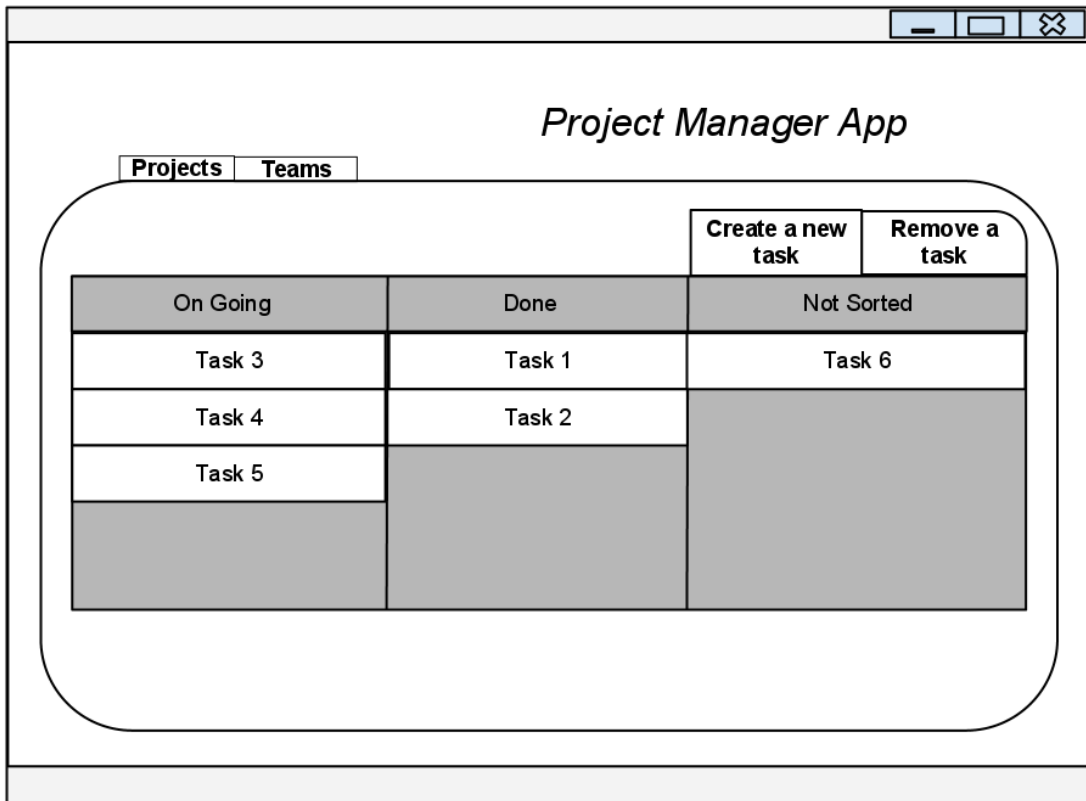 Project Manager App
Projects Teams
Create a new Remove a
task task
On Going Done Not Sorted
Task 3 Task 1 Task 6
Task 4 Task 2
Task 5